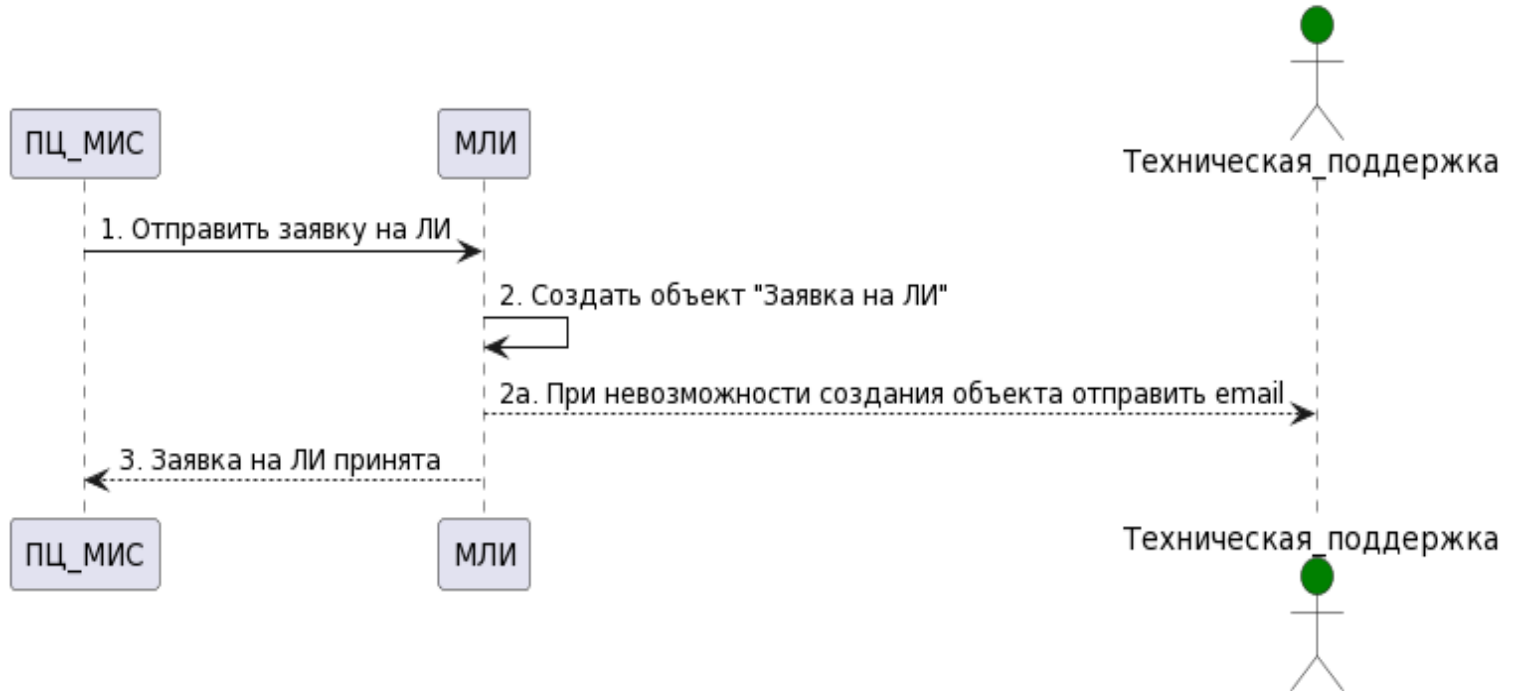 ПЦ_МИС
МЛИ
Техническая_поддержка
1. Отправить заявку на ЛИ
2. Создать объект "Заявка на ЛИ"
2а. При невозможности создания объекта отправить email
3. Заявка на ЛИ принята
ПЦ_МИС
МЛИ
Техническая_поддержка